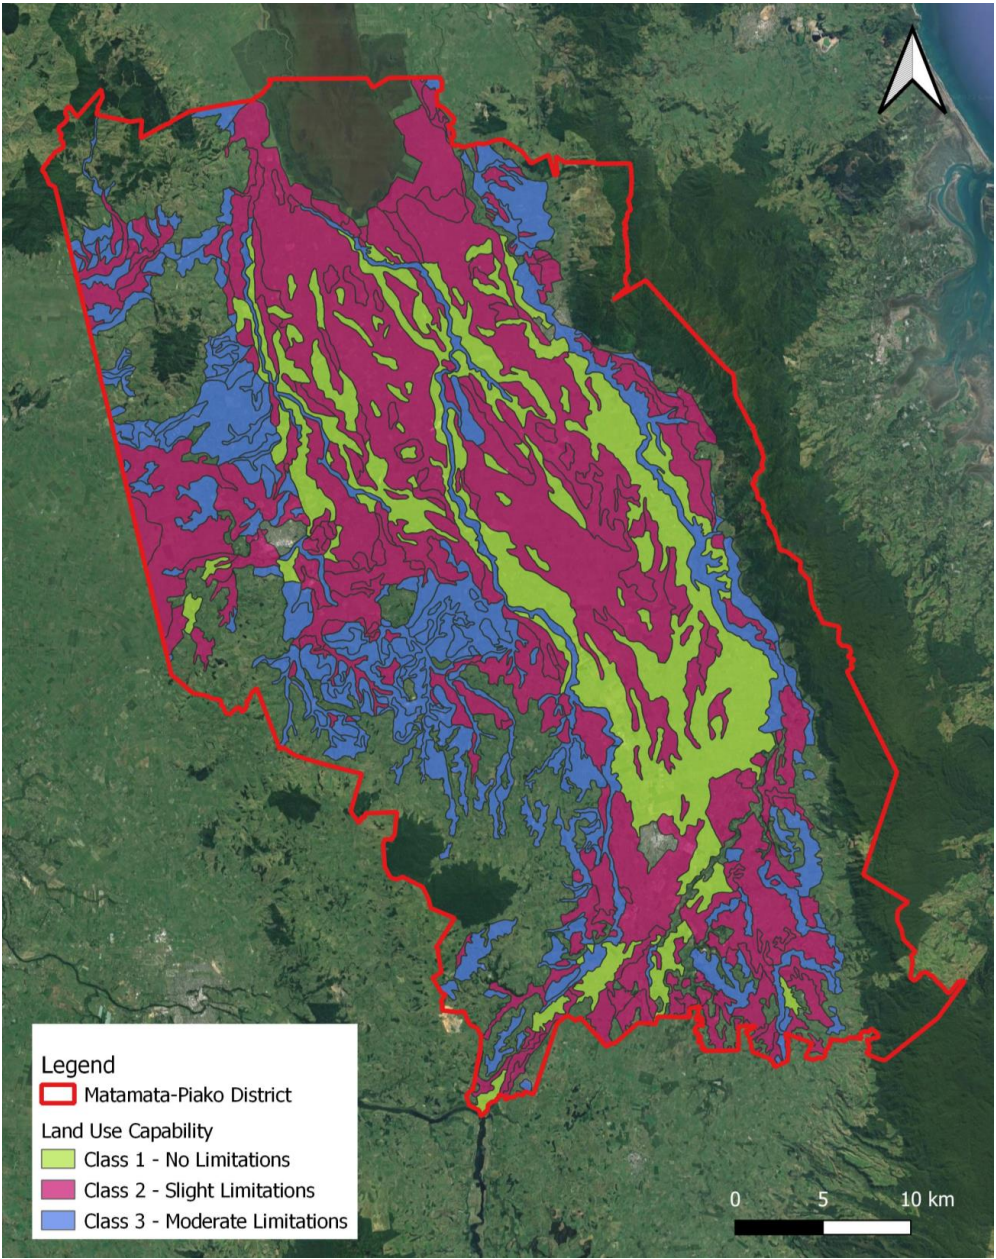 Legend
Matamata-Piako District
Land Use Capability
Class 1 - No Limitations
Class 2 - Slight Limitations
Class 3 - Moderate Limitations
0 5 10 km